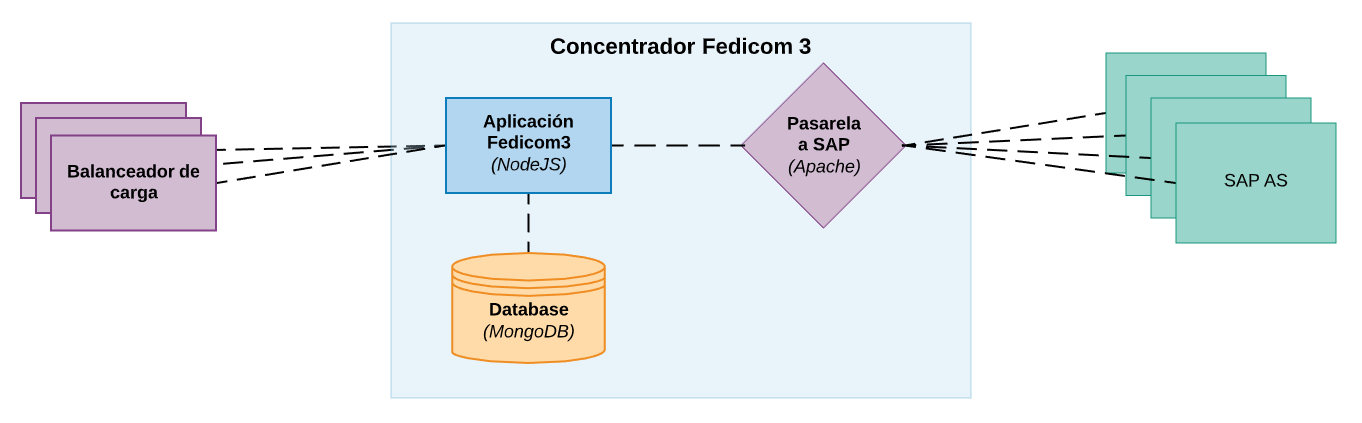 Concentrador Fedicom 3
Balanceador de
carga
Aplicación
Fedicom3
(NodeJS)
Pasarela
a SAP
(Apache)
SAP AS
Database
(MongoDB)